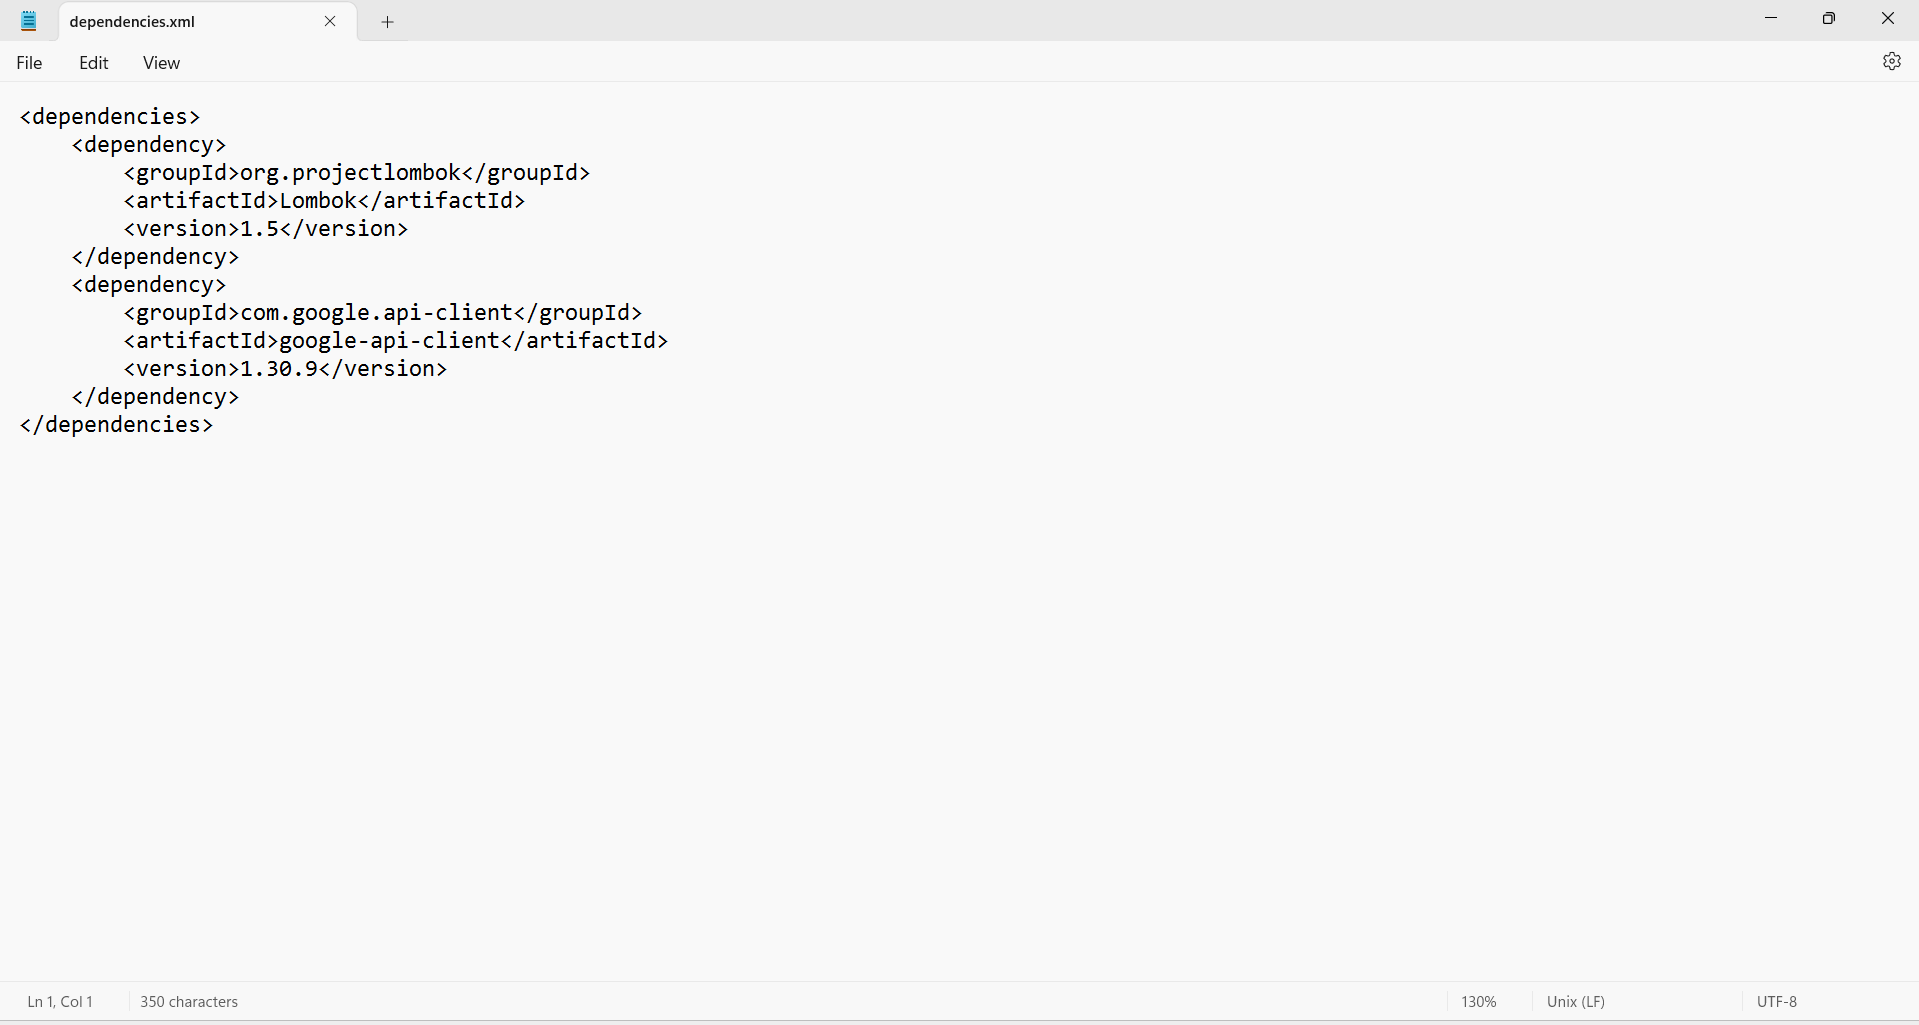 dependencies.xml
File Edit View
<dependencies>
    <dependency>
        <groupId>org.projectlombok</groupId>
        <artifactId>Lombok</artifactId>
        <version>1.5</version>
    </dependency>
    <dependency>
        <groupId>com.google.api-client</groupId>
        <artifactId>google-api-client</artifactId>
        <version>1.30.9</version>
    </dependency>
</dependencies>
Ln 1, Col 1 350 characters 130% Unix (LF) UTF-8